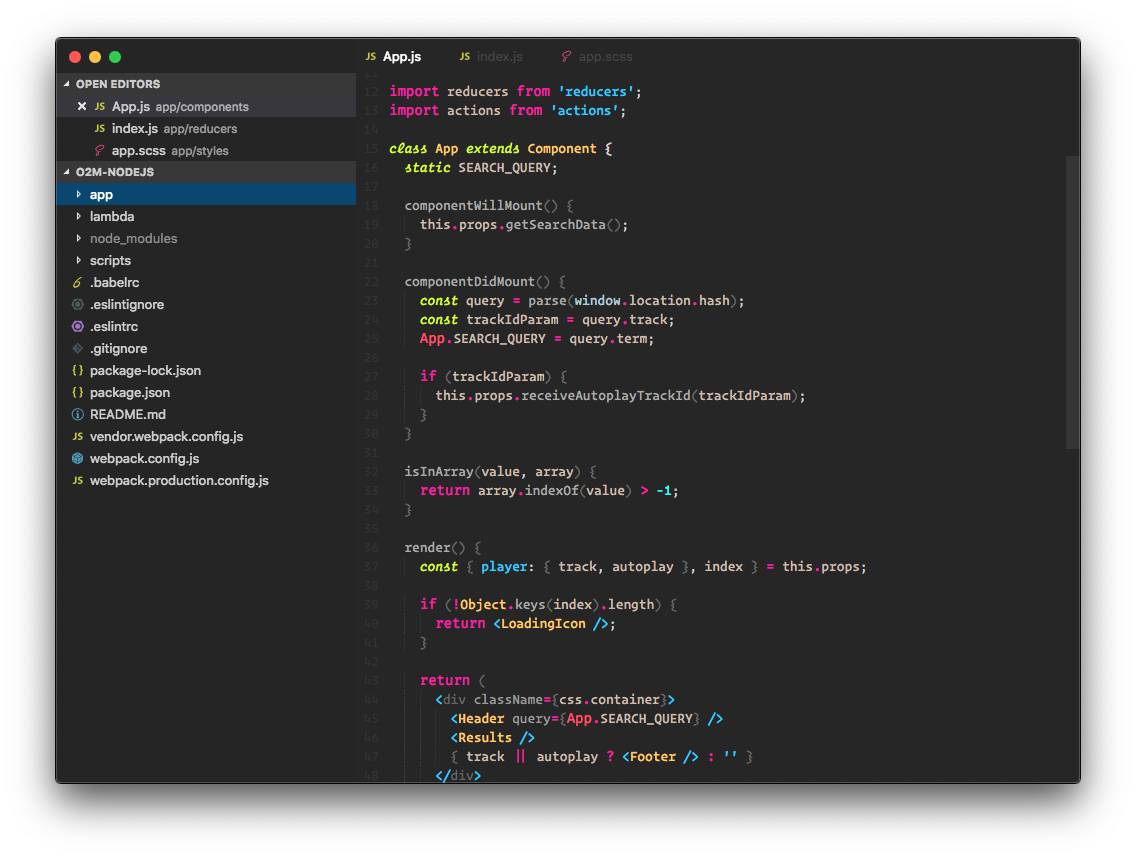 JS App.js JS index.js app.scss
OPEN EDITORS
JS App.js app/components
JS index.js app/reducers
app.scss app/styles
O2M-NODEJS
app
lambda
node_modules
scripts
.babelrc
.eslintignore
.eslintrc
.gitignore
{ } package-lock.json
{ } package.json
README.md
JS vendor.webpack.config.js
webpack.config.js
JS webpack.production.config.js
11
12 import reducers from 'reducers';
13 import actions from 'actions';
14
15 class App extends Component {
16   static SEARCH_QUERY;
17
18   componentWillMount() {
19     this.props.getSearchData();
20   }
21
22   componentDidMount() {
23     const query = parse(window.location.hash);
24     const trackIdParam = query.track;
25     App.SEARCH_QUERY = query.term;
26
27     if (trackIdParam) {
28       this.props.receiveAutoplayTrackId(trackIdParam);
29     }
30   }
31
32   isInArray(value, array) {
33     return array.indexOf(value) > -1;
34   }
35
36   render() {
37     const { player: { track, autoplay }, index } = this.props;
38
39     if (!Object.keys(index).length) {
40       return <LoadingIcon />;
41     }
42
43     return (
44       <div className={css.container}>
45         <Header query={App.SEARCH_QUERY} />
46         <Results />
47         { track || autoplay ? <Footer /> : '' }
48       </div>